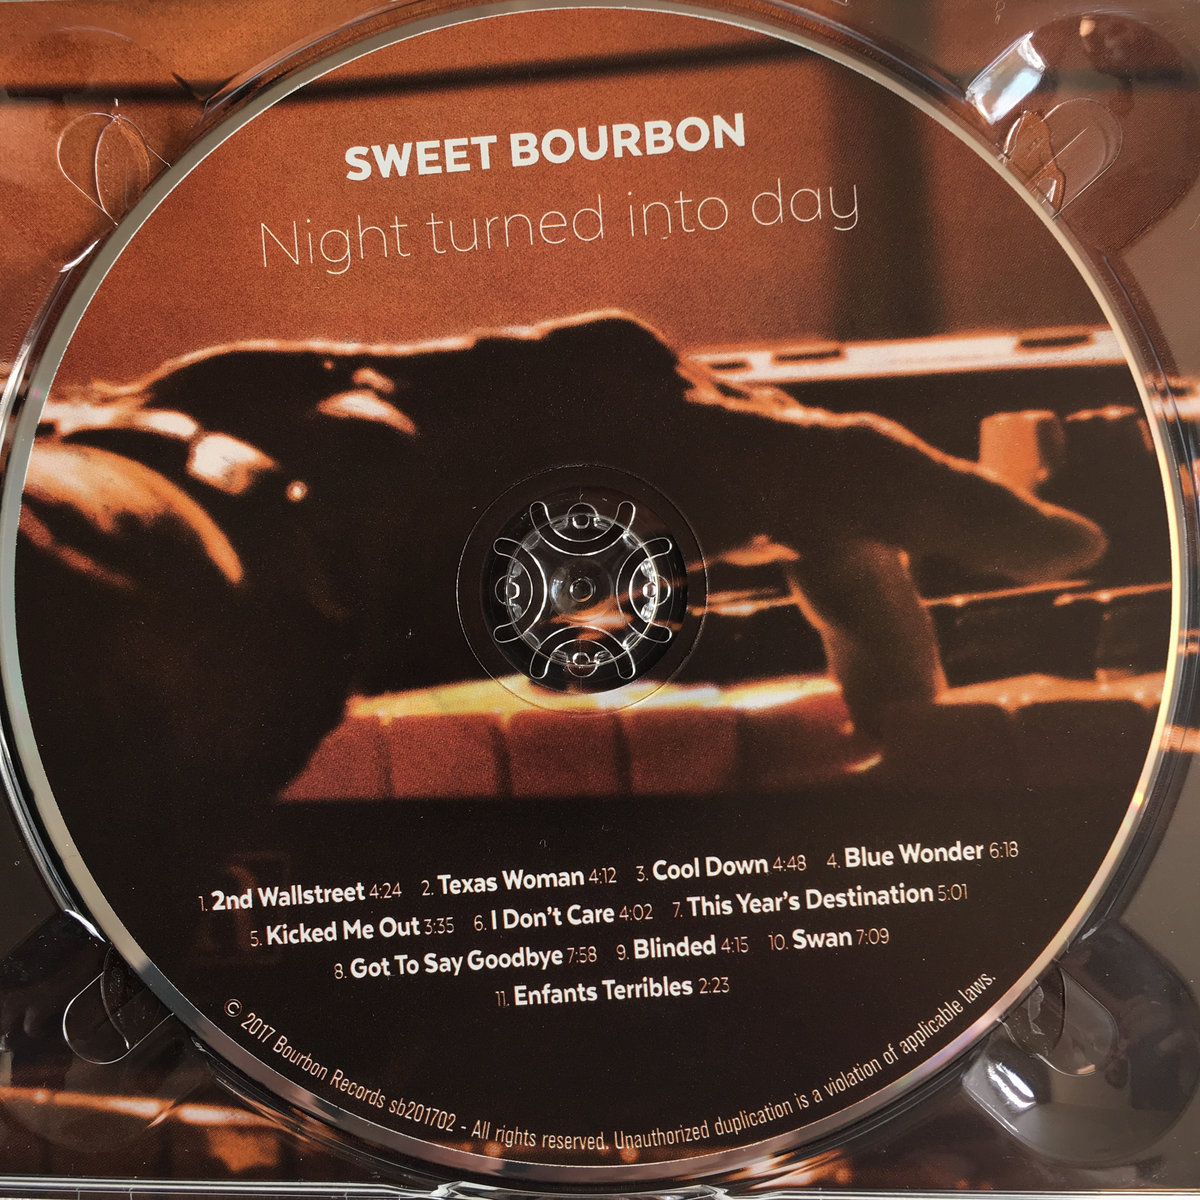 SWEET BOURBON
Night turned into day
1. 2nd Wallstreet 4:24 2. Texas Woman 4:12 3. Cool Down 4:48 4. Blue Wonder 6:18
5. Kicked Me Out 3:35 6. I Don't Care 4:02 7. This Year's Destination 5:01
8. Got To Say Goodbye 7:58 9. Blinded 4:15 10. Swan 7:09
11. Enfants Terribles 2:23
© 2017 Bourbon Records sb201702 - All rights reserved. Unauthorized duplication is a violation of applicable laws.